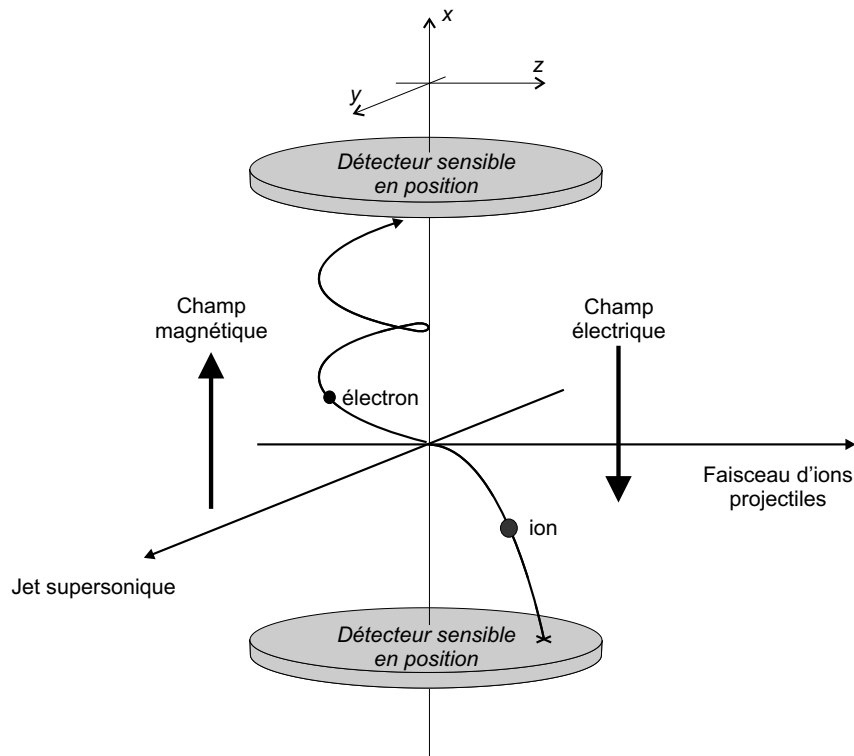 x
z
y
Détecteur sensible
en position
Champ
magnétique
Champ
électrique
électron
Faisceau d'ions
projectiles
ion
Jet supersonique
Détecteur sensible
en position